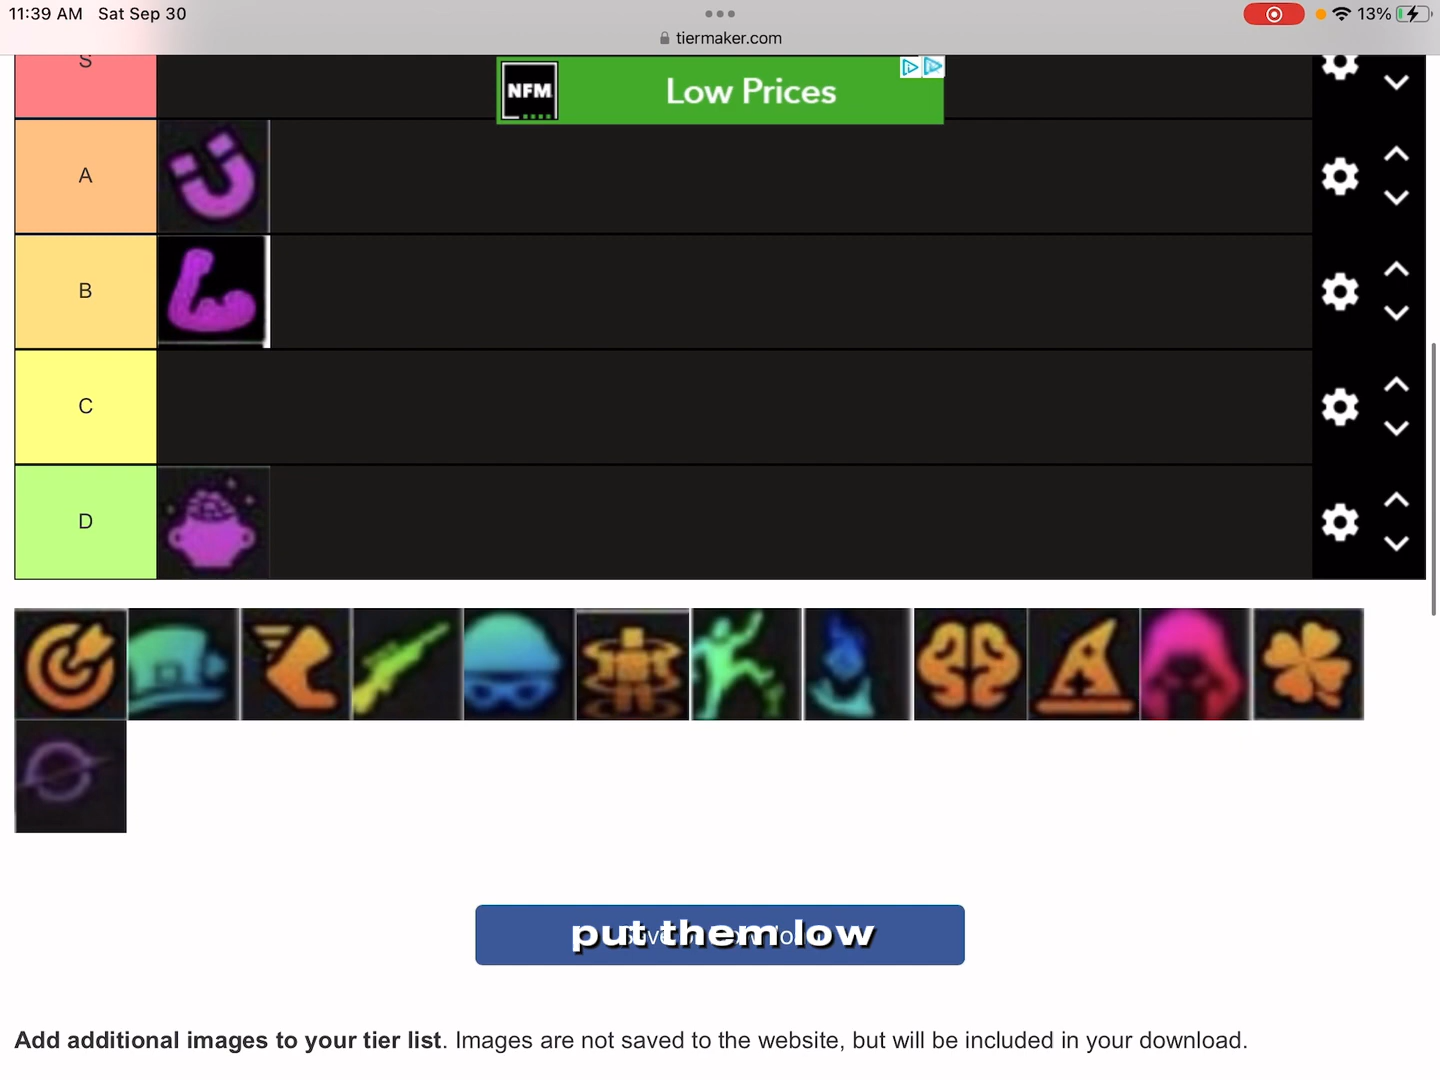 11:39 AM Sat Sep 30
13%
tiermaker.com
S
NFM
Low Prices
A
B
C
D
put them low
Add additional images to your tier list. Images are not saved to the website, but will be included in your download.